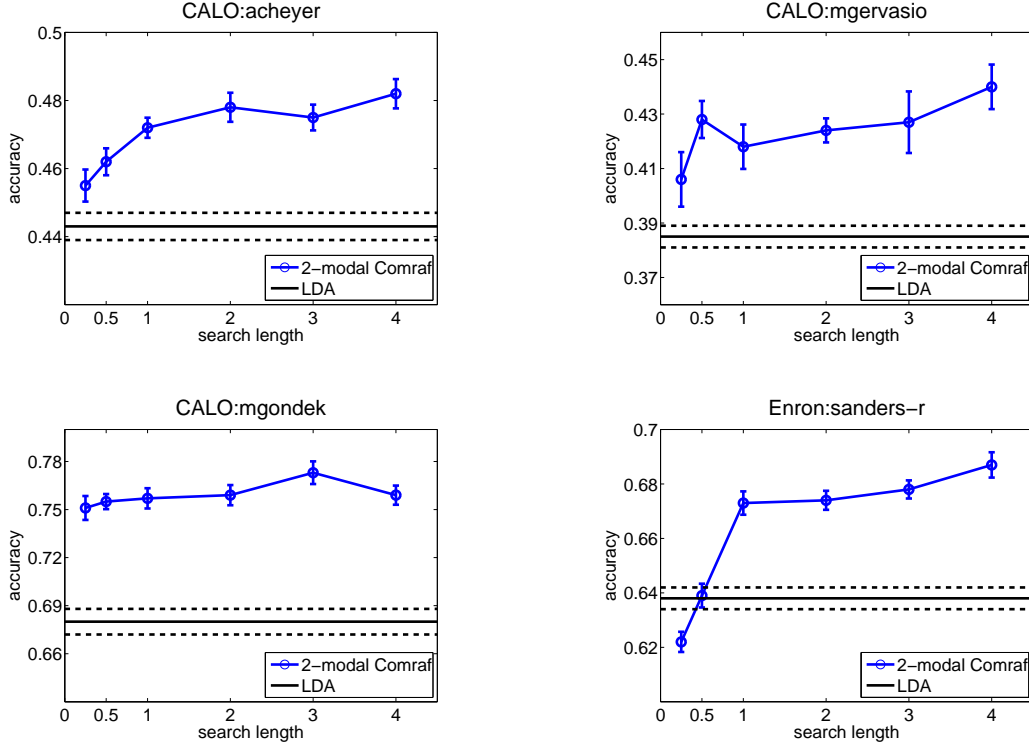 CALO:acheyer
0.5
0.48
0.46
0.44
accuracy
2−modal Comraf
LDA
0 0.5 1 2 3 4
search length
CALO:mgervasio
0.45
0.43
0.41
0.39
0.37
accuracy
2−modal Comraf
LDA
0 0.5 1 2 3 4
search length
CALO:mgondek
0.78
0.75
0.72
0.69
0.66
accuracy
2−modal Comraf
LDA
0 0.5 1 2 3 4
search length
Enron:sanders−r
0.7
0.68
0.66
0.64
0.62
accuracy
2−modal Comraf
LDA
0 0.5 1 2 3 4
search length